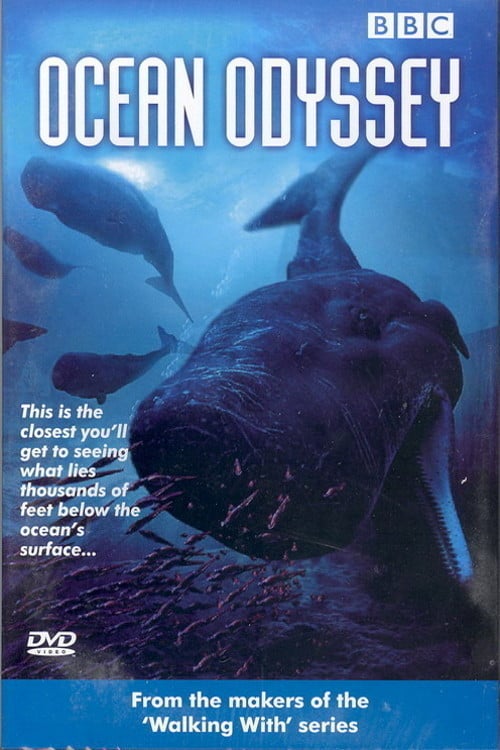 BBC
OCEAN ODYSSEY
This is the
closest you'll
get to seeing
what lies
thousands of
feet below the
ocean's
surface...
DVD
VIDEO
From the makers of the
'Walking With' series